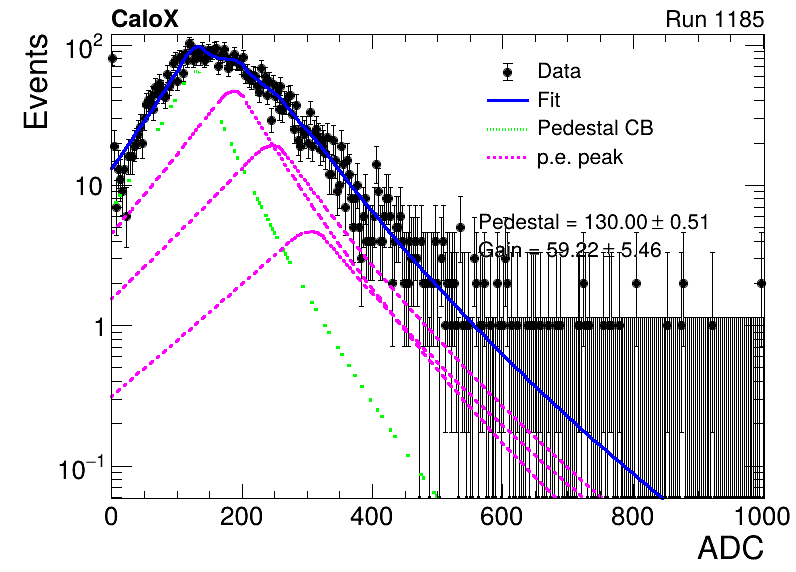 CaloX Run 1185
Events
10²
10
1
10⁻¹
Data
Fit
Pedestal CB
p.e. peak
Pedestal = 130.00 ± 0.51
Gain = 59.22 ± 5.46
0 200 400 600 800 1000
ADC